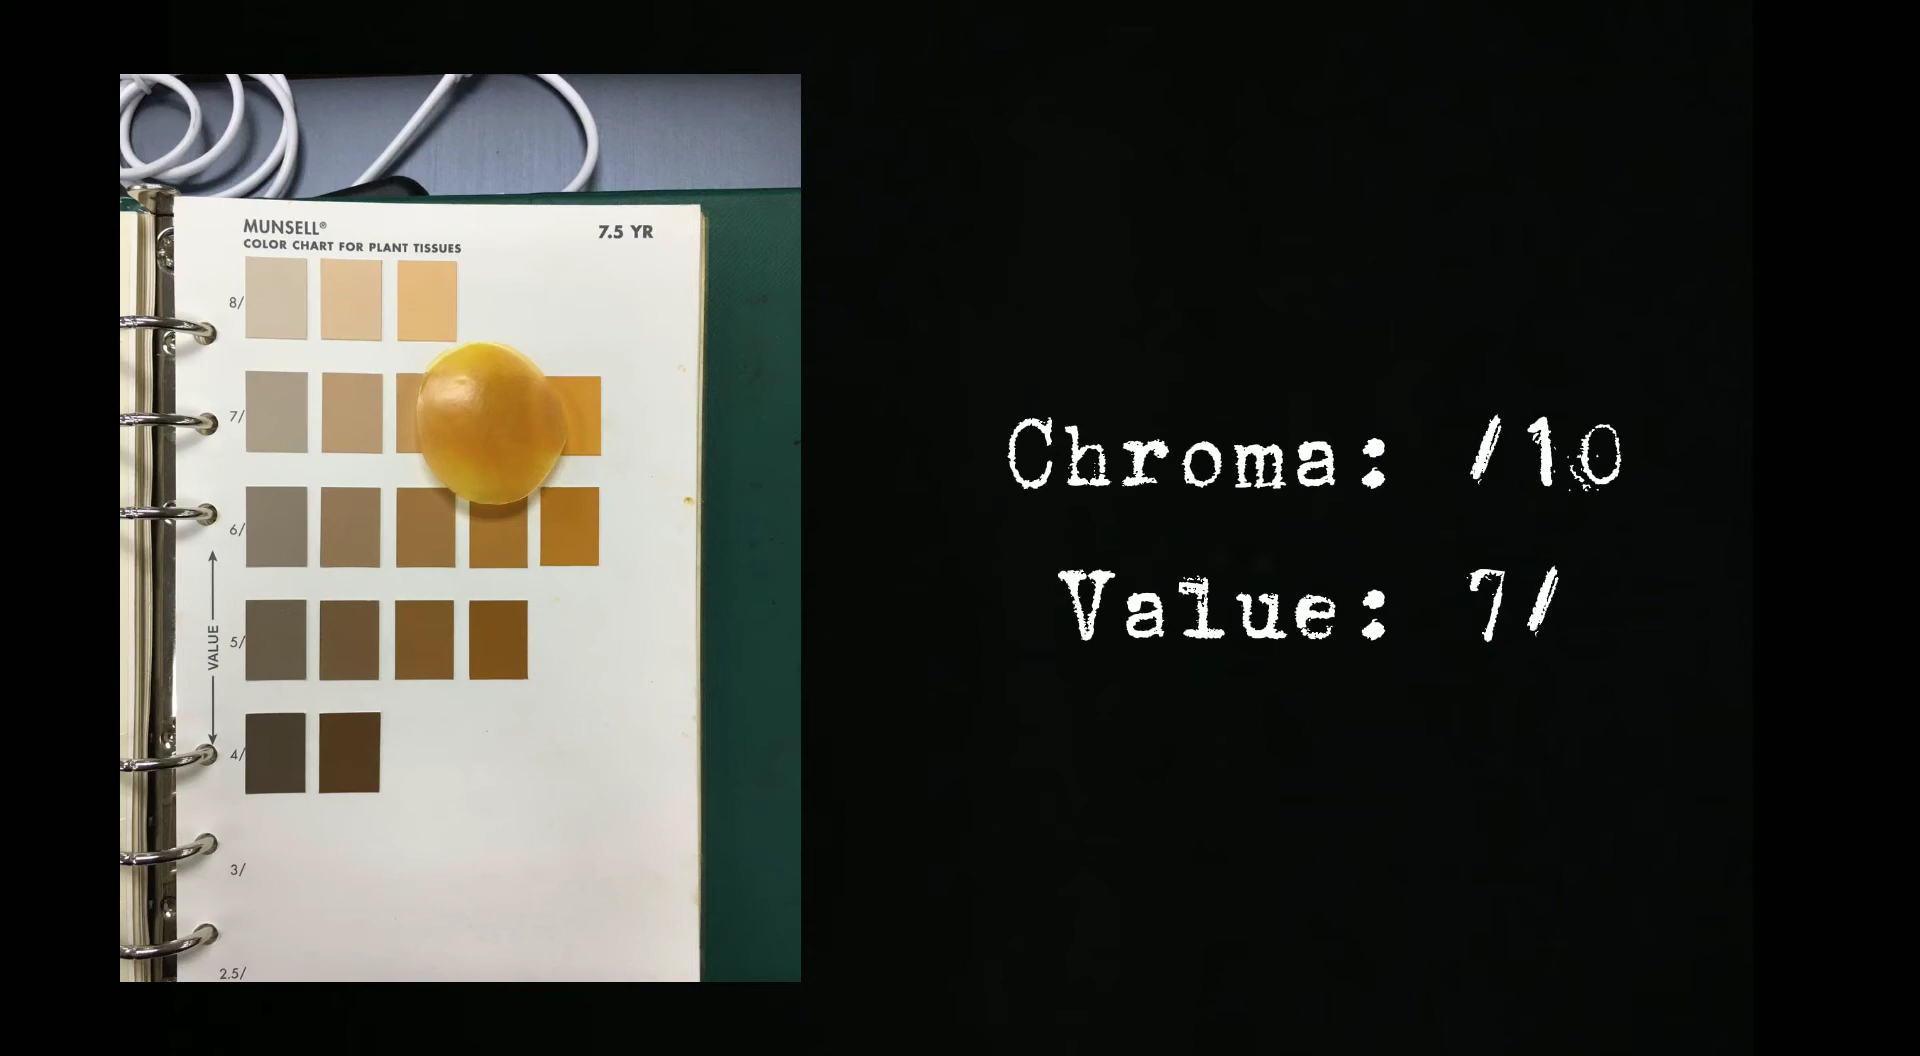 MUNSELL®
7.5 YR
COLOR CHART FOR PLANT TISSUES
8/
7/
6/
VALUE
5/
4/
3/
2.5/
Chroma: /10
Value: 7/